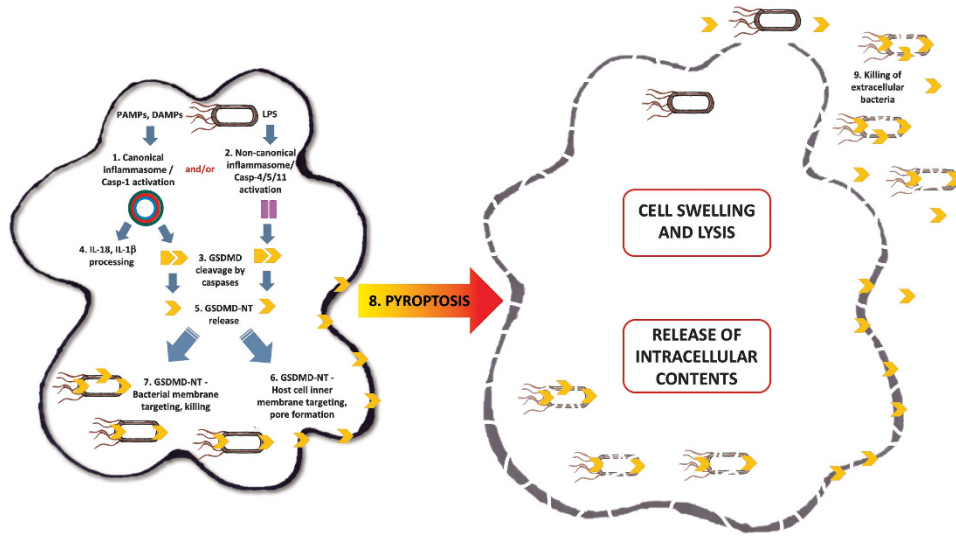 PAMPs, DAMPs
LPS
1. Canonical
inflammasome /
Casp-1 activation
and/or
2. Non-canonical
inflammasome/
Casp-4/5/11
activation
4. IL-18, IL-1β
processing
3. GSDMD
cleavage by
caspases
5. GSDMD-NT
release
7. GSDMD-NT -
Bacterial membrane
targeting, killing
6. GSDMD-NT -
Host cell inner
membrane targeting,
pore formation
8. PYROPTOSIS
CELL SWELLING
AND LYSIS
RELEASE OF
INTRACELLULAR
CONTENTS
9. Killing of
extracellular
bacteria